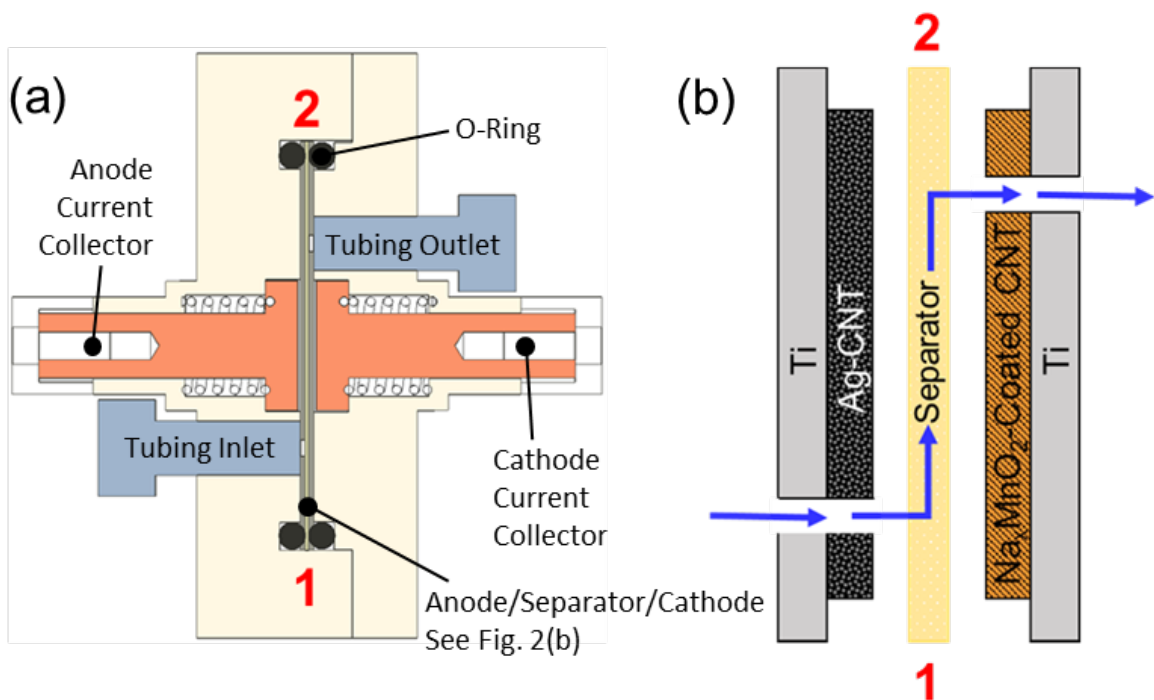 (a)
2
O-Ring
Anode
Current
Collector
Tubing Outlet
Tubing Inlet
Cathode
Current
Collector
1
Anode/Separator/Cathode
See Fig. 2(b)
(b)
2
Ti
Ag-CNT
Separator
NaxMnO2-Coated CNT
Ti
1